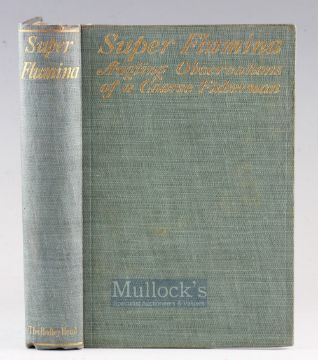 Super
Flumina
The Bodley Head
Super Flumina
Angling Observations
of a Coarse Fisherman
Mullock's
Specialist Auctioneers & Valuers